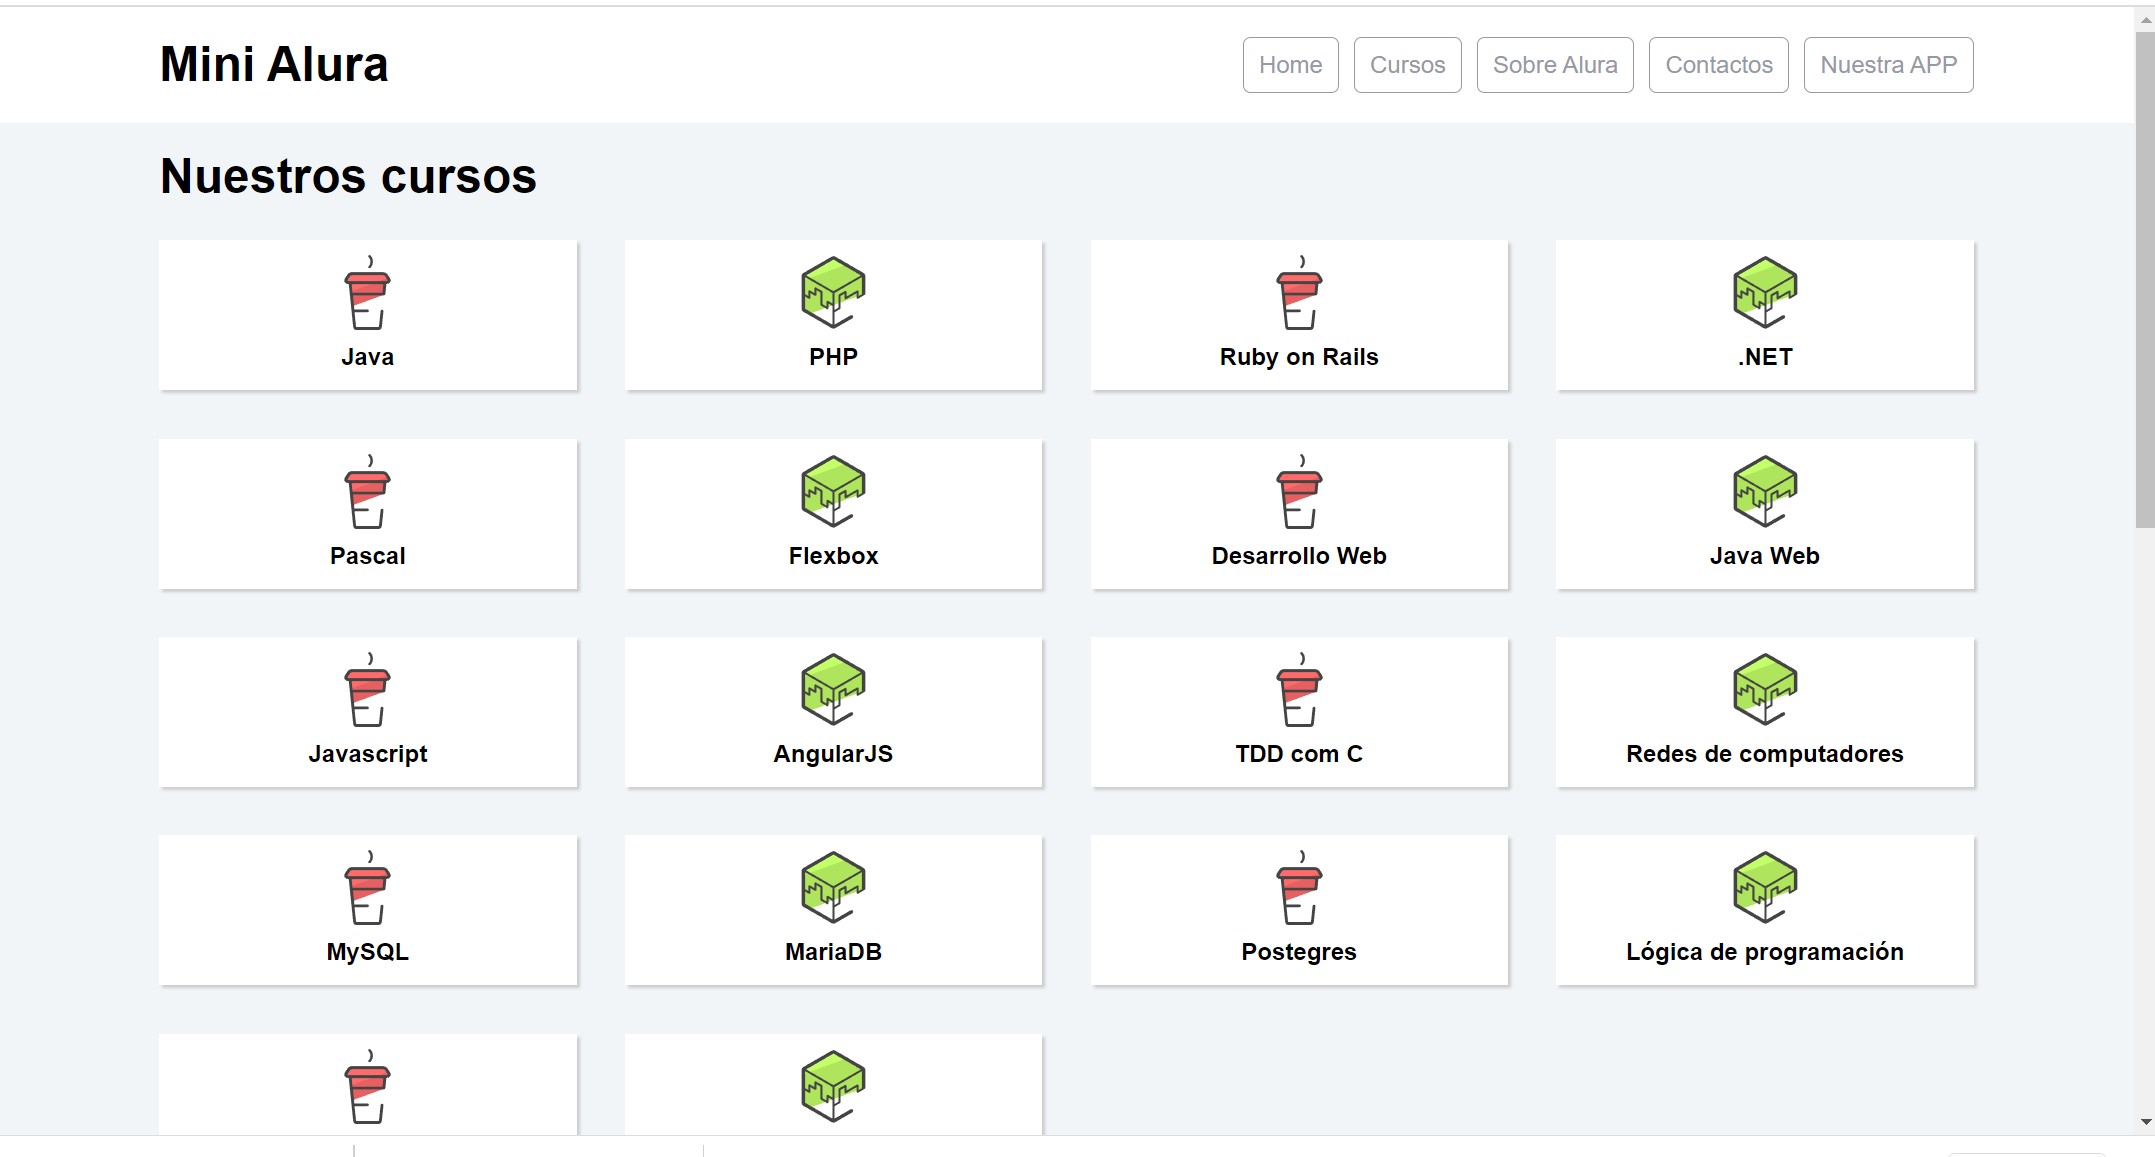 Mini Alura
Home Cursos Sobre Alura Contactos Nuestra APP
Nuestros cursos
Java PHP Ruby on Rails .NET
Pascal Flexbox Desarrollo Web Java Web
Javascript AngularJS TDD com C Redes de computadores
MySQL MariaDB Postegres Lógica de programación